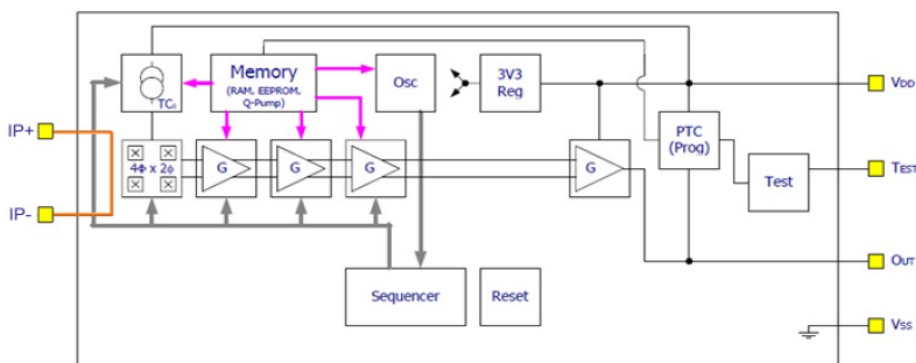 Memory
(RAM, EEPROM,
Q-Pump)
Osc
3V3
Reg
VDD
TC0
IP+
4Φ x 2ϕ
G
G
G
G
PTC
(Prog)
Test
TEST
IP-
OUT
Sequencer
Reset
VSS